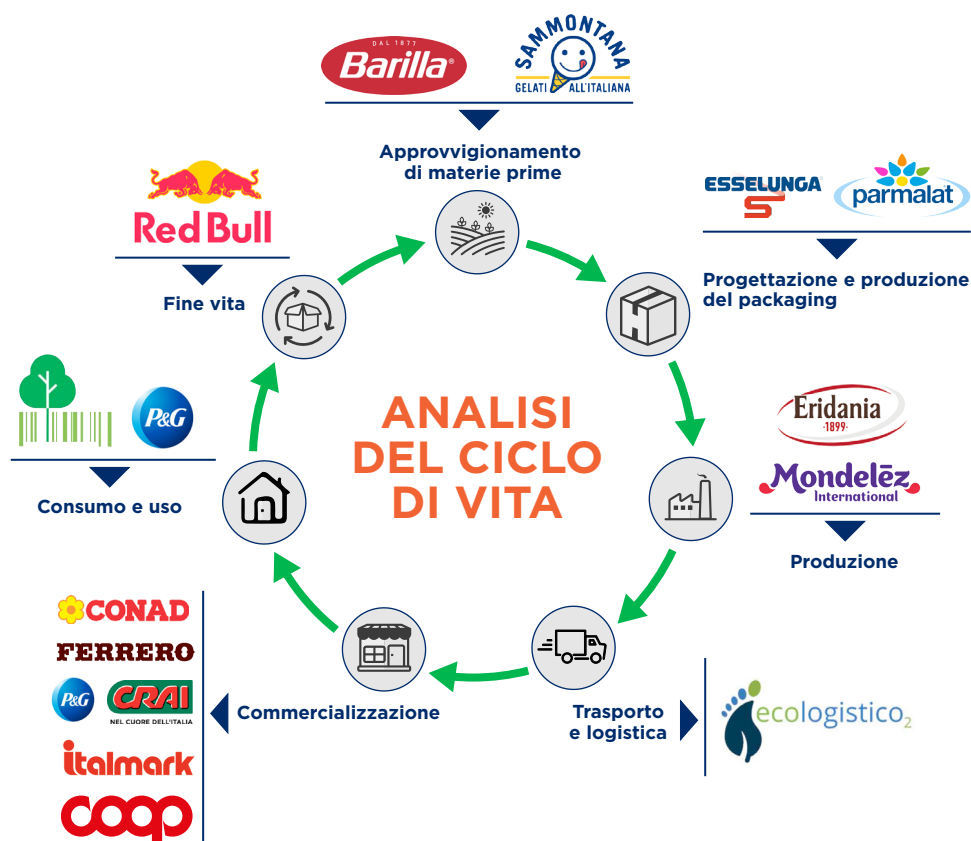 DAL 1877
Barilla®
SAMMONTANA
GELATI ALL'ITALIANA
Approvvigionamento
di materie prime
Red Bull
Fine vita
ESSELUNGA®
S
parmalat
Progettazione e produzione
del packaging
P&G
Consumo e uso
ANALISI
DEL CICLO
DI VITA
Eridania
·1899·
Mondelēz
International
Produzione
CONAD
FERRERO
P&G
CRAI
NEL CUORE DELL'ITALIA
italmark
coop
Commercializzazione
Trasporto
e logistica
ecologistico2